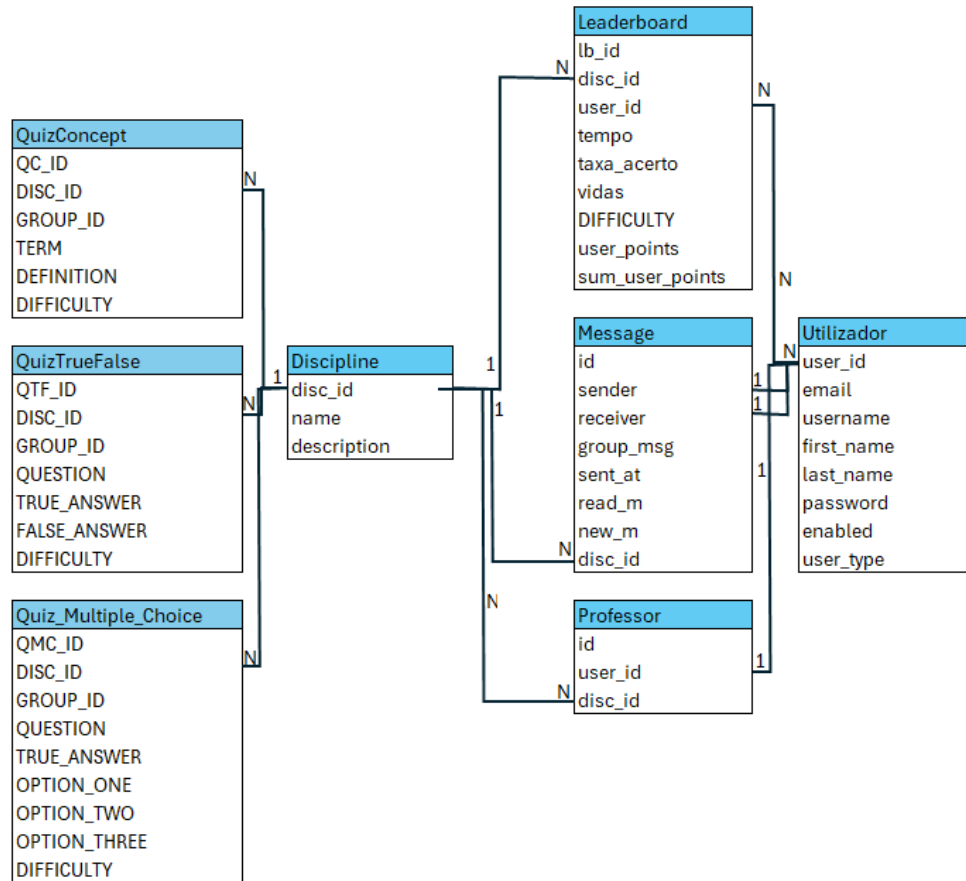 Leaderboard
lb_id
N
disc_id
N
user_id
tempo
taxa_acerto
vidas
DIFFICULTY
user_points
sum_user_points
N
QuizConcept
QC_ID
N
DISC_ID
GROUP_ID
TERM
DEFINITION
DIFFICULTY
QuizTrueFalse
QTF_ID
N
DISC_ID
GROUP_ID
QUESTION
TRUE_ANSWER
FALSE_ANSWER
DIFFICULTY
Quiz_Multiple_Choice
QMC_ID
N
DISC_ID
GROUP_ID
QUESTION
TRUE_ANSWER
OPTION_ONE
OPTION_TWO
OPTION_THREE
DIFFICULTY
Discipline
1
disc_id
name
description
1
1
N
Message
id
sender
1
receiver
1
group_msg
sent_at
read_m
new_m
N
disc_id
Professor
id
user_id
1
N
disc_id
1
Utilizador
N
user_id
email
username
first_name
last_name
password
enabled
user_type